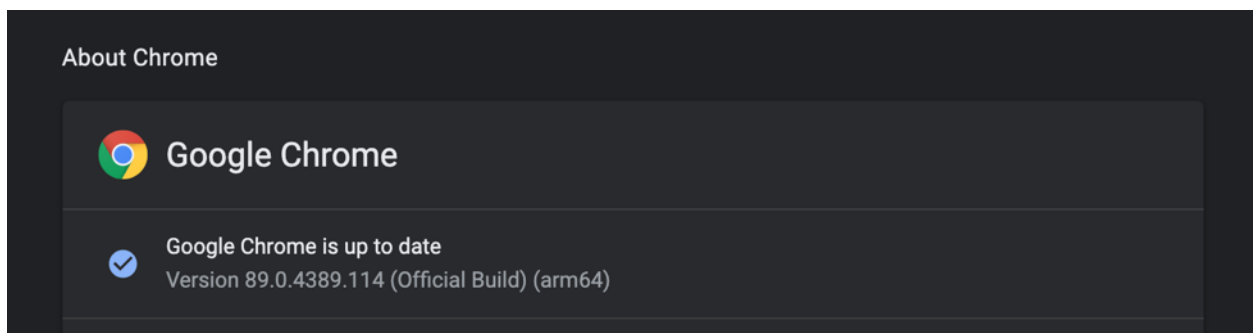 About Chrome
Google Chrome
Google Chrome is up to date
Version 89.0.4389.114 (Official Build) (arm64)